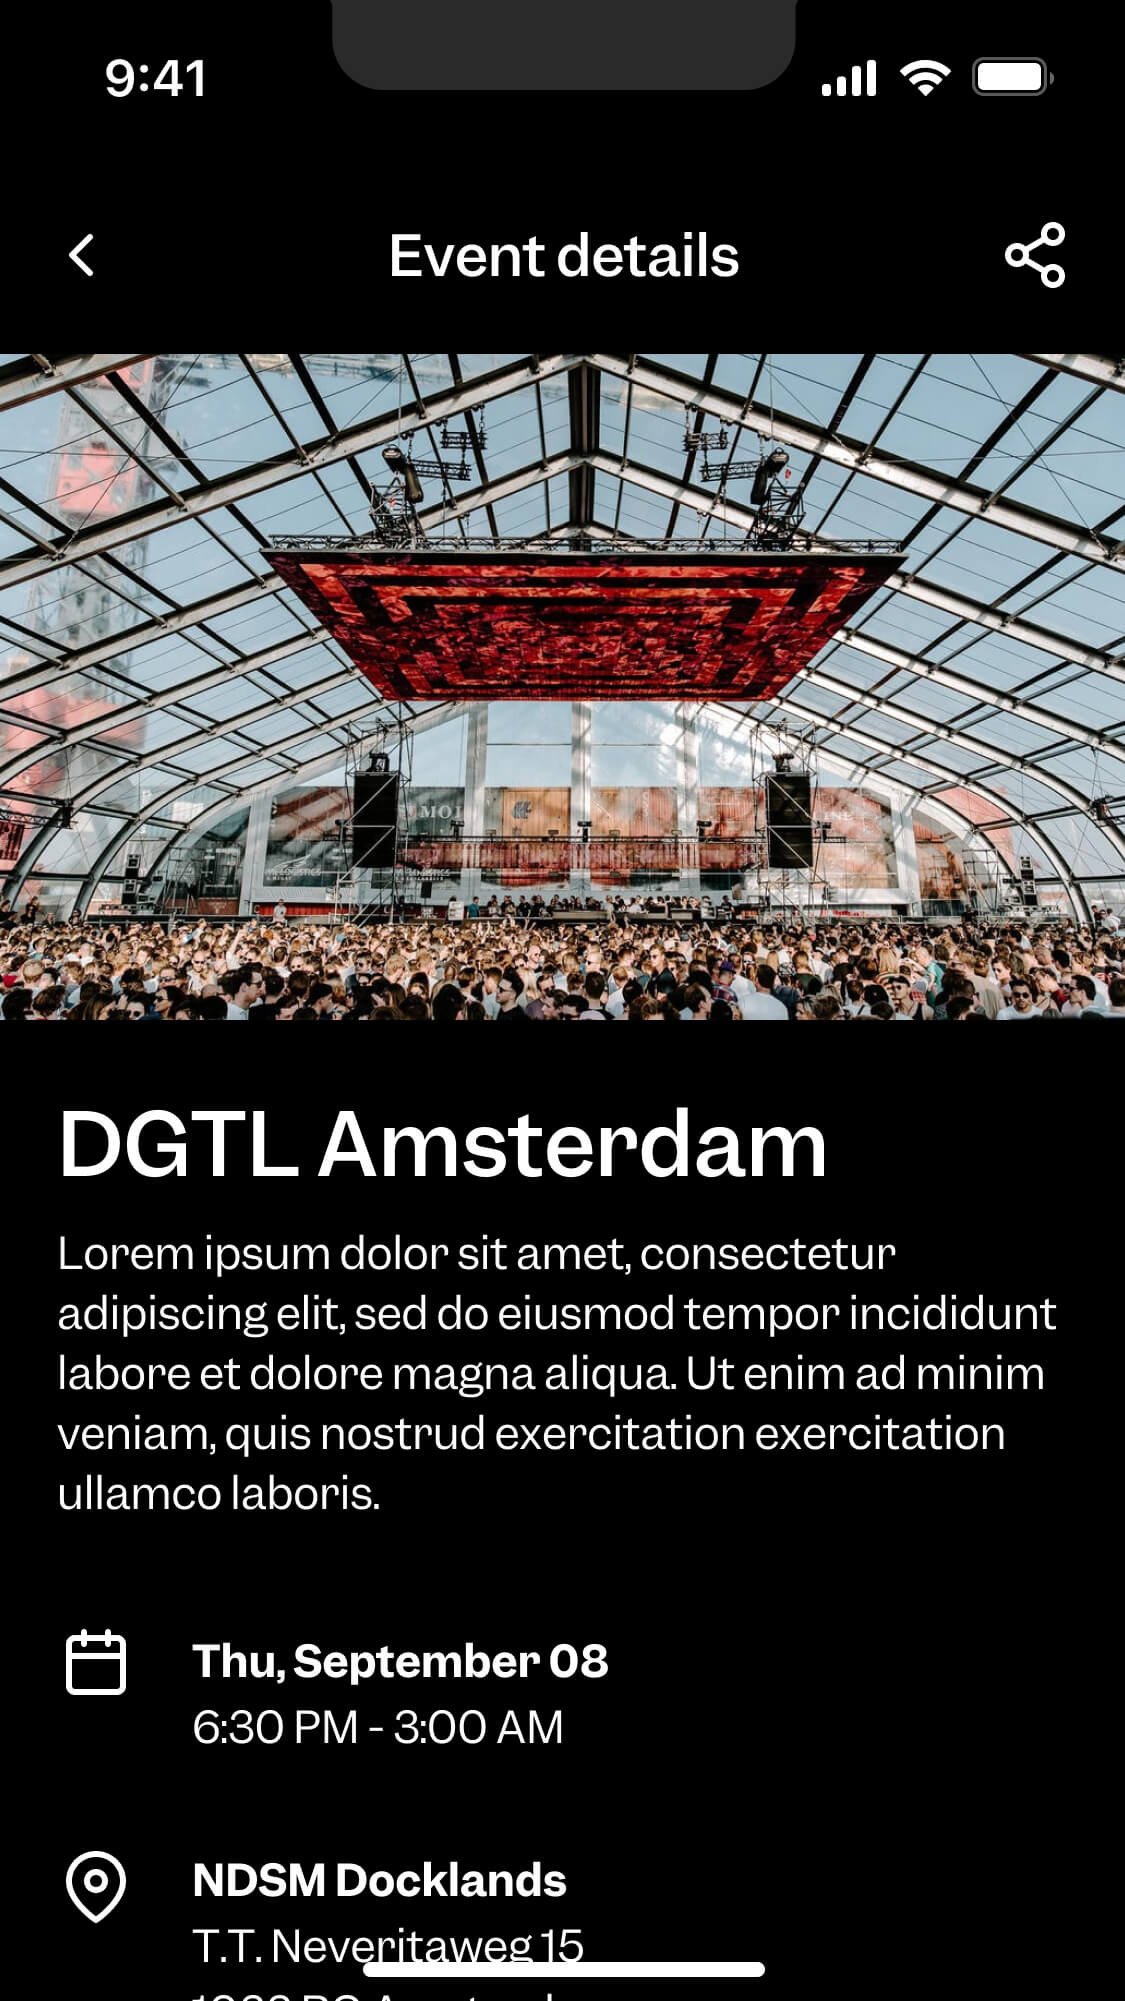 9:41
Event details
DGTL Amsterdam
Lorem ipsum dolor sit amet, consectetur
adipiscing elit, sed do eiusmod tempor incididunt
labore et dolore magna aliqua. Ut enim ad minim
veniam, quis nostrud exercitation exercitation
ullamco laboris.
Thu, September 08
6:30 PM - 3:00 AM
NDSM Docklands
T.T. Neveritaweg 15